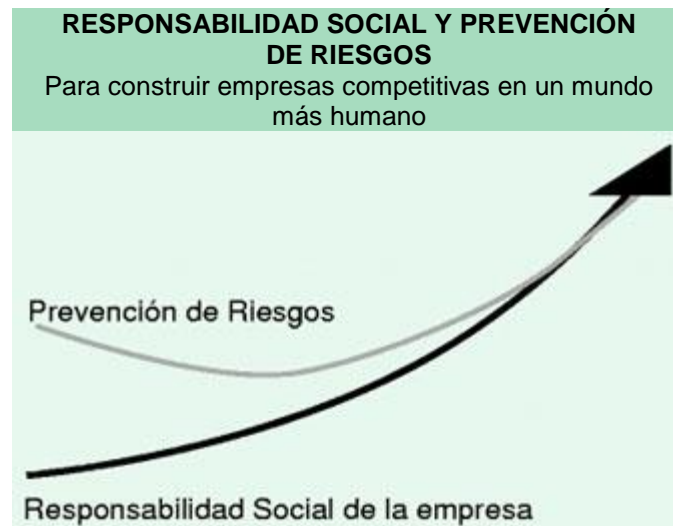 RESPONSABILIDAD SOCIAL Y PREVENCIÓN
DE RIESGOS
Para construir empresas competitivas en un mundo
más humano
Prevención de Riesgos
Responsabilidad Social de la empresa